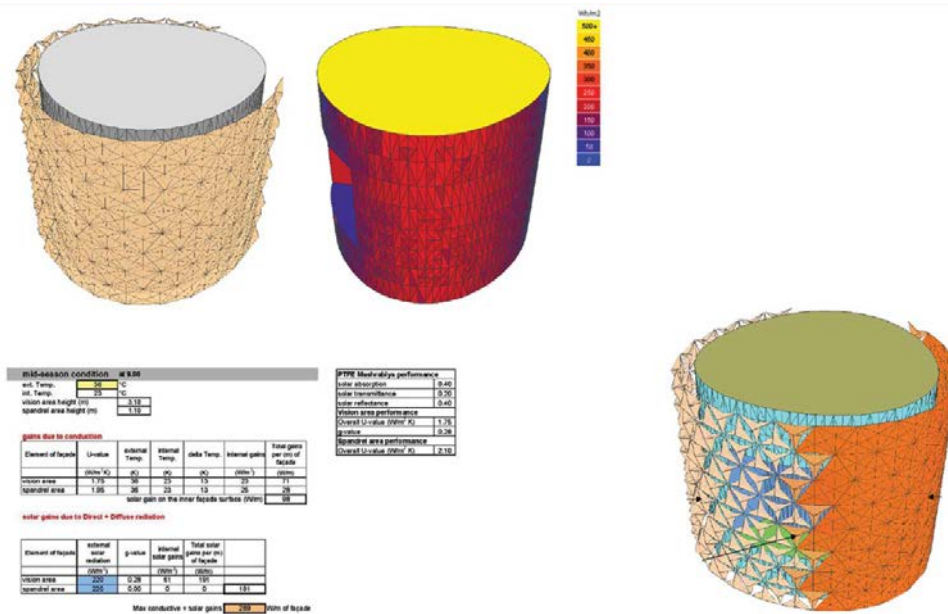 Wh/m2
500+
450
400
350
300
250
200
150
100
50
0
mid-season condition at 9.00
ext. Temp. 36 °C
int. Temp. 23 °C
vision area height (m) 3.10
spandrel area height (m) 1.10
gains due to conduction
Element of façade U-value external Temp. internal Temp. delta Temp. internal gains Total gains per (m) of façade
(W/m² K) (K) (K) (K) (W/m²) (W/m)
vision area 1.75 36 23 13 23 71
spandrel area 1.95 36 23 13 25 28
solar gain on the inner façade surface (W/m) 98
solar gains due to Direct + Diffuse radiation
Element of façade external solar radiation g-value internal solar gains Total solar gains per (m) of façade
(W/m²) (W/m²) (W/m)
vision area 220 0.28 61 191
spandrel area 220 0.00 0 0 191
Max conductive + solar gains 289 W/m of façade
PTFE Mashrabiya performance
solar absorption 0.40
solar transmittance 0.20
solar reflectance 0.40
Vision area performance
Overall U-value (W/m² K) 1.75
g-value 0.28
Spandrel area performance
Overall U-value (W/m² K) 2.10